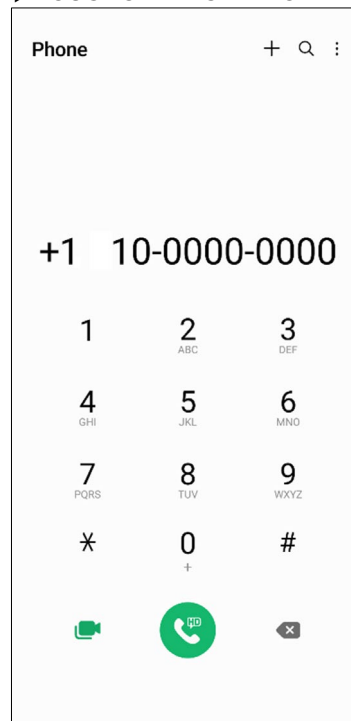 Phone
+1 10-0000-0000
1 2 3
ABC DEF
4 5 6
GHI JKL MNO
7 8 9
PQRS TUV WXYZ
* 0 #
+
HD